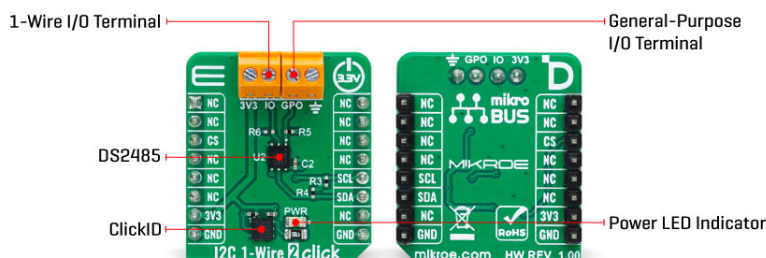 1-Wire I/O Terminal
General-Purpose
I/O Terminal
DS2485
ClickID
Power LED Indicator
3.3V
3V3 IO GPO
NC
NC
CS
NC
NC
NC
3V3
GND
R6
R5
U2
C2
R3
R4
PWR
NC
NC
NC
NC
SCL
SDA
NC
GND
I2C 1-Wire 2 click
GPO IO 3V3
mikro
BUS
MIKROE
NC
NC
NC
NC
SCL
SDA
NC
GND
NC
NC
CS
NC
NC
NC
3V3
GND
RoHS
mikroe.com
HW REV. 1.00